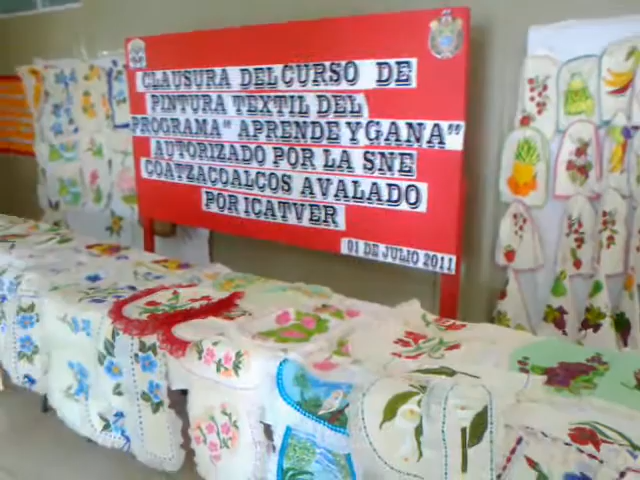 CLAUSURA DEL CURSO DE
PINTURA TEXTIL DEL
PROGRAMA" APRENDE Y GANA"
AUTORIZADO POR LA SNE
COATZACOALCOS AVALADO
POR ICATVER
01 DE JULIO 2011